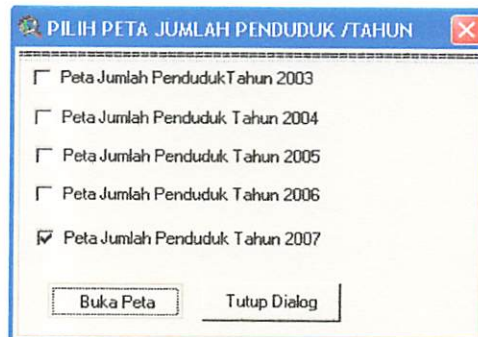 PILIH PETA JUMLAH PENDUDUK /TAHUN
Peta Jumlah PendudukTahun 2003
Peta Jumlah Penduduk Tahun 2004
Peta Jumlah Penduduk Tahun 2005
Peta Jumlah Penduduk Tahun 2006
Peta Jumlah Penduduk Tahun 2007
Buka Peta
Tutup Dialog